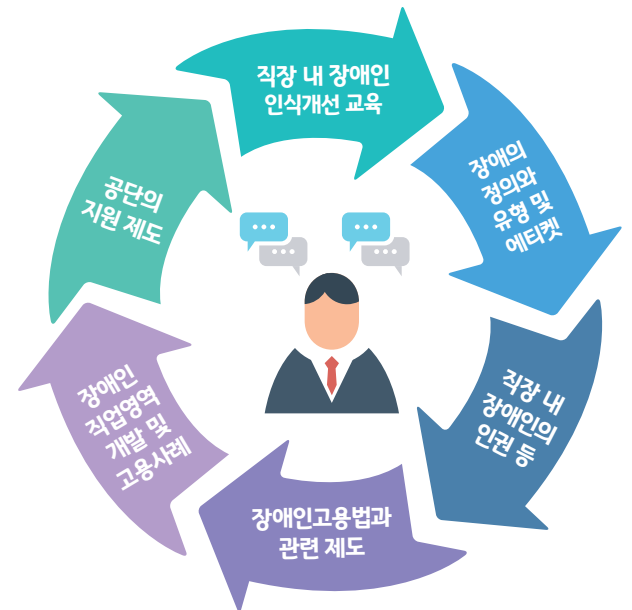 직장 내 장애인
인식개선 교육
장애의
정의와
유형 및
에티켓
직장 내
장애인의
인권 등
장애인고용법과
관련 제도
장애인
직업영역
개발 및
고용사례
공단의
지원 제도